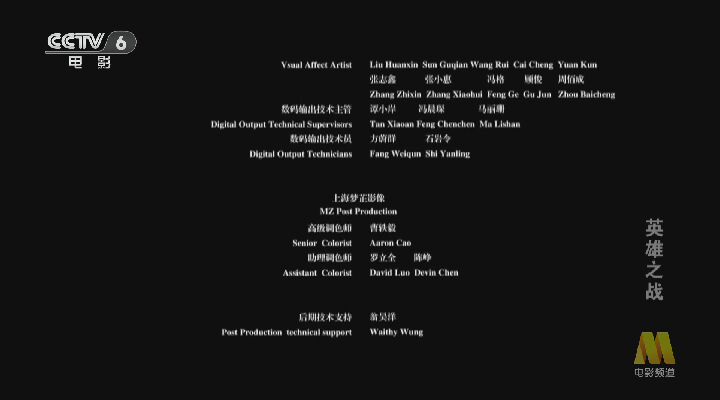 CCTV 6
电影
Vsual Affect Artist Liu Huanxin Sun Guqian Wang Rui Cai Cheng Yuan Kun
张志鑫 张小惠 冯格 顾俊 周佰成
Zhang Zhixin Zhang Xiaohui Feng Ge Gu Jun Zhou Baicheng
数码输出技术主管 谭小岸 冯晨琛 马丽珊
Digital Output Technical Supervisors Tan Xiaoan Feng Chenchen Ma Lishan
数码输出技术员 方蔚群 石岩令
Digital Output Technicians Fang Weiqun Shi Yanling
上海梦芷影像
MZ Post Production
高级调色师 曹轶毅
Senior Colorist Aaron Cao
助理调色师 罗立全 陈峥
Assistant Colorist David Luo Devin Chen
后期技术支持 翁昊洋
Post Production technical support Waithy Wung
英雄之战
电影频道